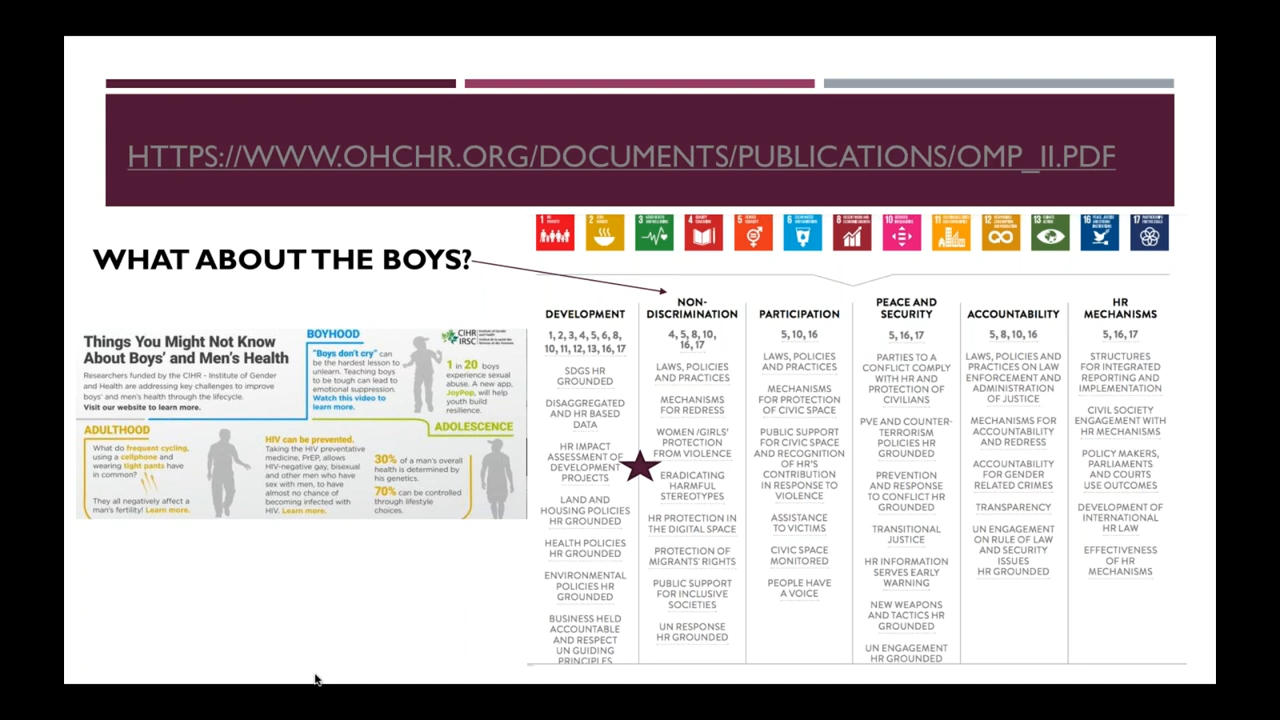 HTTPS://WWW.OHCHR.ORG/DOCUMENTS/PUBLICATIONS/OMP_II.PDF
1
2
3
4
5
6
8
10
11
12
13
16
17
WHAT ABOUT THE BOYS?
Things You Might Not Know
About Boys' and Men's Health
Researchers funded by the CIHR - Institute of Gender
and Health are addressing key challenges to improve
boys' and men's health through the lifecycle.
Visit our website to learn more.
BOYHOOD
"Boys don't cry" can
be the hardest lesson to
unlearn. Teaching boys
to be tough can lead to
emotional suppression.
Watch this video to
learn more.
CIHR
IRSC
1 in 20 boys
experience sexual
abuse. A new app,
JoyPop, will help
youth build
resilience.
ADOLESCENCE
ADULTHOOD
What do frequent cycling,
using a cellphone and
wearing tight pants have
in common?
They all negatively affect a
man's fertility! Learn more.
HIV can be prevented.
Taking the HIV preventative
medicine, PrEP, allows
HIV-negative gay, bisexual
and other men who have
sex with men, to have
almost no chance of
becoming infected with
HIV. Learn more.
30% of a man's overall
health is determined by
his genetics.
70% can be controlled
through lifestyle
choices.
DEVELOPMENT
1, 2, 3, 4, 5, 6, 8,
10, 11, 12, 13, 16, 17
SDGS HR
GROUNDED
DISAGGREGATED
AND HR BASED
DATA
HR IMPACT
ASSESSMENT OF
DEVELOPMENT
PROJECTS
LAND AND
HOUSING POLICIES
HR GROUNDED
HEALTH POLICIES
HR GROUNDED
ENVIRONMENTAL
POLICIES HR
GROUNDED
BUSINESS HELD
ACCOUNTABLE
AND RESPECT
UN GUIDING
PRINCIPLES
NON-
DISCRIMINATION
4, 5, 8, 10,
16, 17
LAWS, POLICIES
AND PRACTICES
MECHANISMS
FOR REDRESS
WOMEN /GIRLS'
PROTECTION
FROM VIOLENCE
ERADICATING
HARMFUL
STEREOTYPES
HR PROTECTION IN
THE DIGITAL SPACE
PROTECTION OF
MIGRANTS' RIGHTS
PUBLIC SUPPORT
FOR INCLUSIVE
SOCIETIES
UN RESPONSE
HR GROUNDED
PARTICIPATION
5, 10, 16
LAWS, POLICIES
AND PRACTICES
MECHANISMS
FOR PROTECTION
OF CIVIC SPACE
PUBLIC SUPPORT
FOR CIVIC SPACE
AND RECOGNITION
OF HR'S
CONTRIBUTION
IN RESPONSE TO
VIOLENCE
ASSISTANCE
TO VICTIMS
CIVIC SPACE
MONITORED
PEOPLE HAVE
A VOICE
PEACE AND
SECURITY
5, 16, 17
PARTIES TO A
CONFLICT COMPLY
WITH HR AND
PROTECTION OF
CIVILIANS
PVE AND COUNTER-
TERRORISM
POLICIES HR
GROUNDED
PREVENTION
AND RESPONSE
TO CONFLICT HR
GROUNDED
TRANSITIONAL
JUSTICE
HR INFORMATION
SERVES EARLY
WARNING
NEW WEAPONS
AND TACTICS HR
GROUNDED
UN ENGAGEMENT
HR GROUNDED
ACCOUNTABILITY
5, 8, 10, 16
LAWS, POLICIES AND
PRACTICES ON LAW
ENFORCEMENT AND
ADMINISTRATION
OF JUSTICE
MECHANISMS FOR
ACCOUNTABILITY
AND REDRESS
ACCOUNTABILITY
FOR GENDER
RELATED CRIMES
TRANSPARENCY
UN ENGAGEMENT
ON RULE OF LAW
AND SECURITY
ISSUES
HR GROUNDED
HR
MECHANISMS
5, 16, 17
STRUCTURES
FOR INTEGRATED
REPORTING AND
IMPLEMENTATION
CIVIL SOCIETY
ENGAGEMENT WITH
HR MECHANISMS
POLICY MAKERS,
PARLIAMENTS
AND COURTS
USE OUTCOMES
DEVELOPMENT OF
INTERNATIONAL
HR LAW
EFFECTIVENESS
OF HR
MECHANISMS